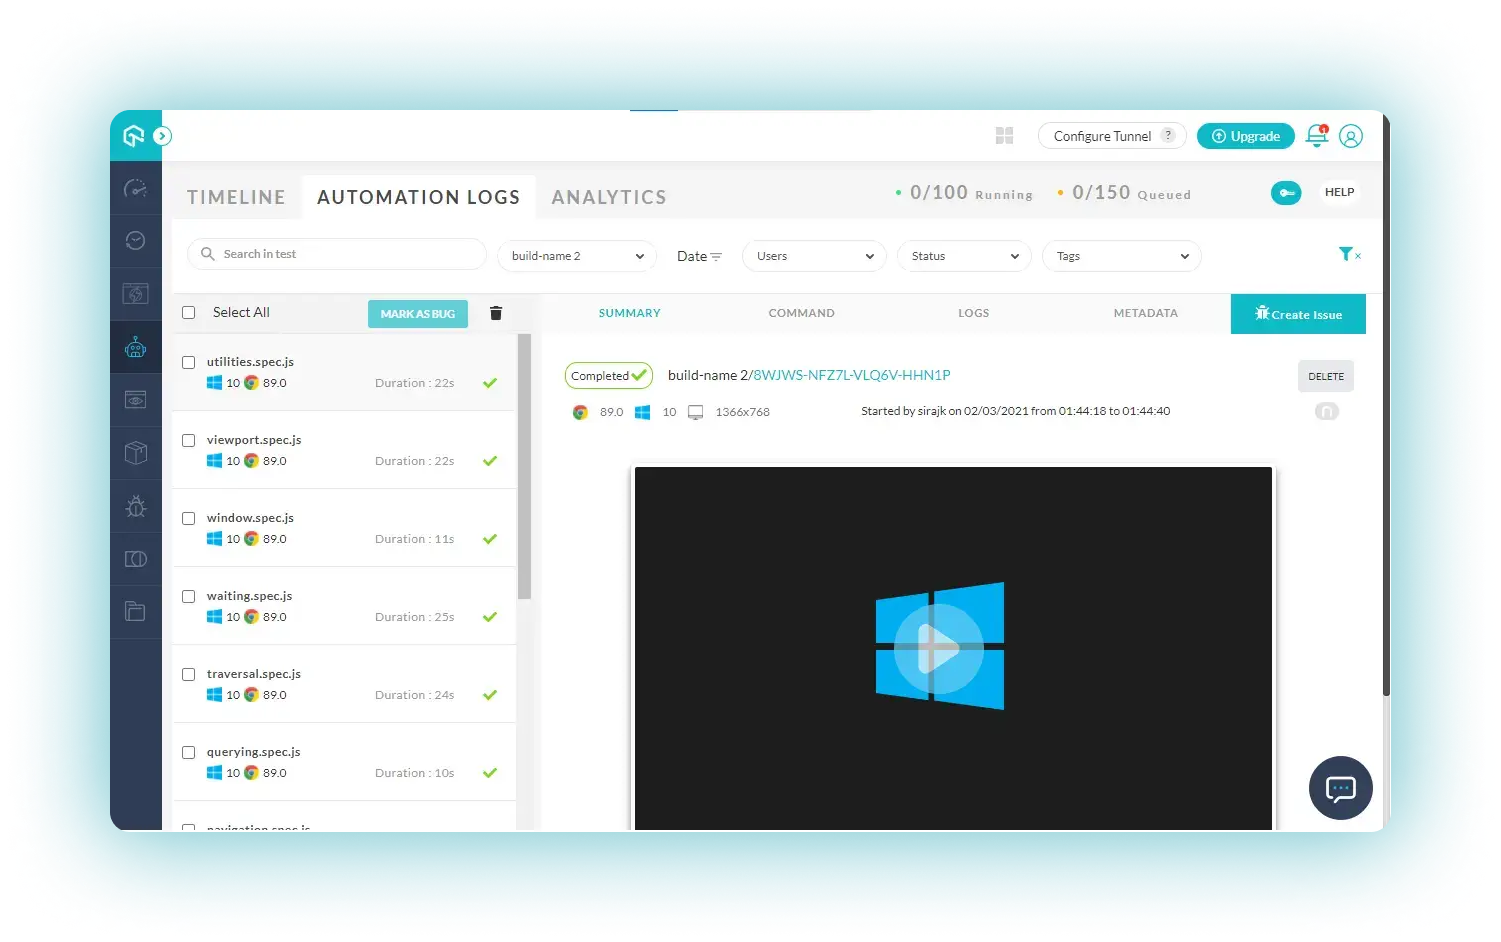 Configure Tunnel ?
Upgrade
1
TIMELINE
AUTOMATION LOGS
ANALYTICS
0/100 Running
0/150 Queued
HELP
Search in test
build-name 2
Date
Users
Status
Tags
Select All
MARK AS BUG
SUMMARY
COMMAND
LOGS
METADATA
Create Issue
utilities.spec.js
10 89.0 Duration : 22s
viewport.spec.js
10 89.0 Duration : 22s
window.spec.js
10 89.0 Duration : 11s
waiting.spec.js
10 89.0 Duration : 25s
traversal.spec.js
10 89.0 Duration : 24s
querying.spec.js
10 89.0 Duration : 10s
navigation.spec.js
Completed
build-name 2/8WJWS-NFZ7L-VLQ6V-HHN1P
DELETE
89.0 10 1366x768
Started by sirajk on 02/03/2021 from 01:44:18 to 01:44:40